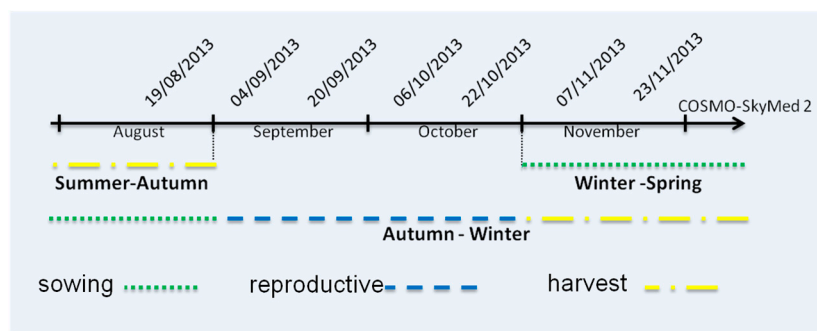 19/08/2013 04/09/2013 20/09/2013 06/10/2013 22/10/2013 07/11/2013 23/11/2013
COSMO-SkyMed 2
August September October November
Summer-Autumn Winter -Spring
Autumn - Winter
sowing reproductive harvest